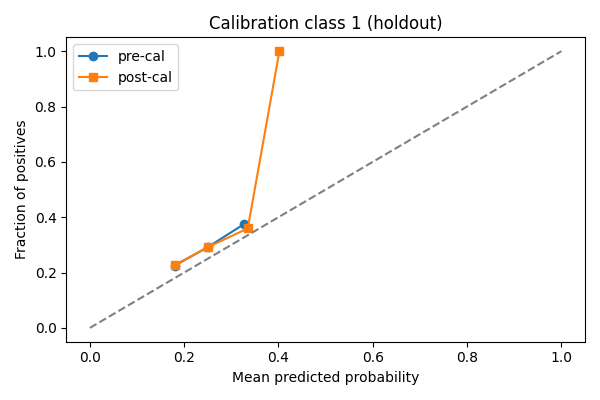 Calibration class 1 (holdout)
pre-cal
post-cal
Fraction of positives
1.0
0.8
0.6
0.4
0.2
0.0
0.0 0.2 0.4 0.6 0.8 1.0
Mean predicted probability